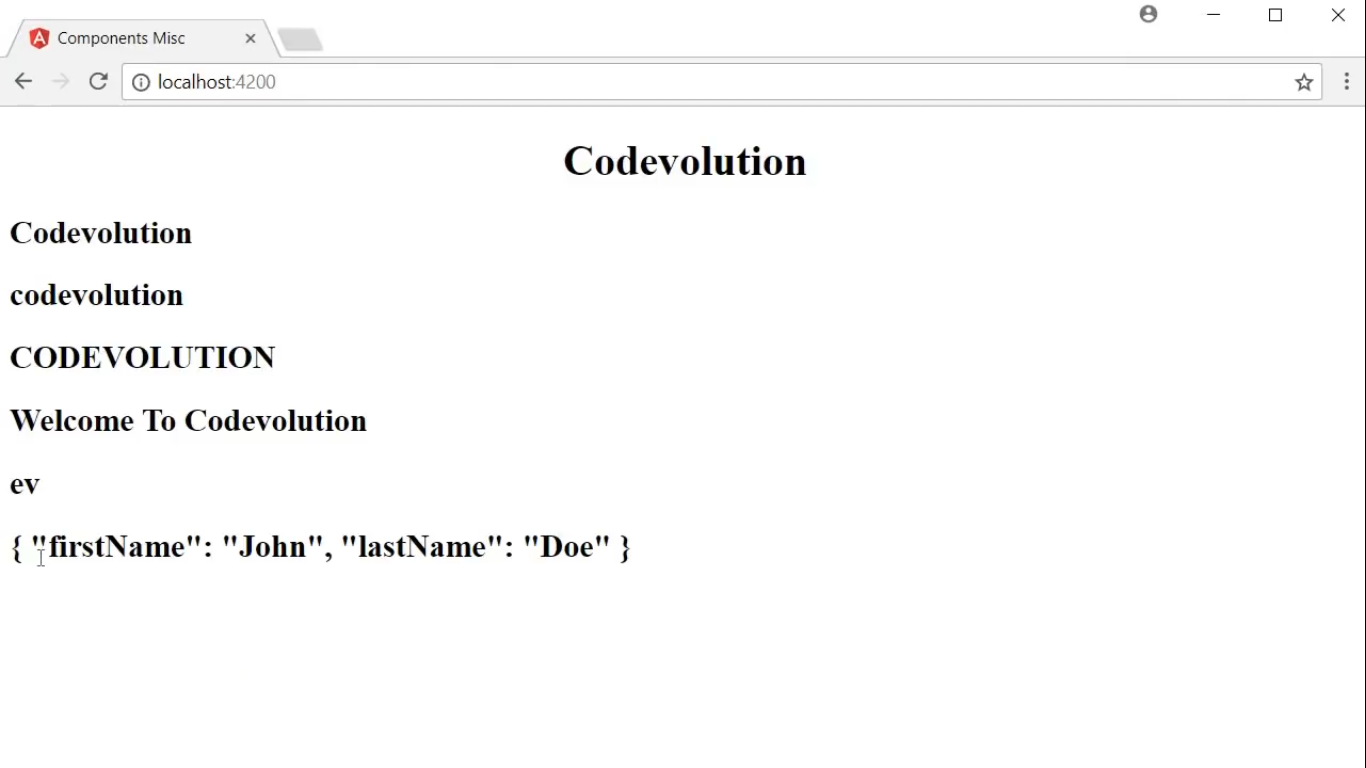 Components Misc
localhost:4200
Codevolution
Codevolution
codevolution
CODEVOLUTION
Welcome To Codevolution
ev
{ "firstName": "John", "lastName": "Doe" }